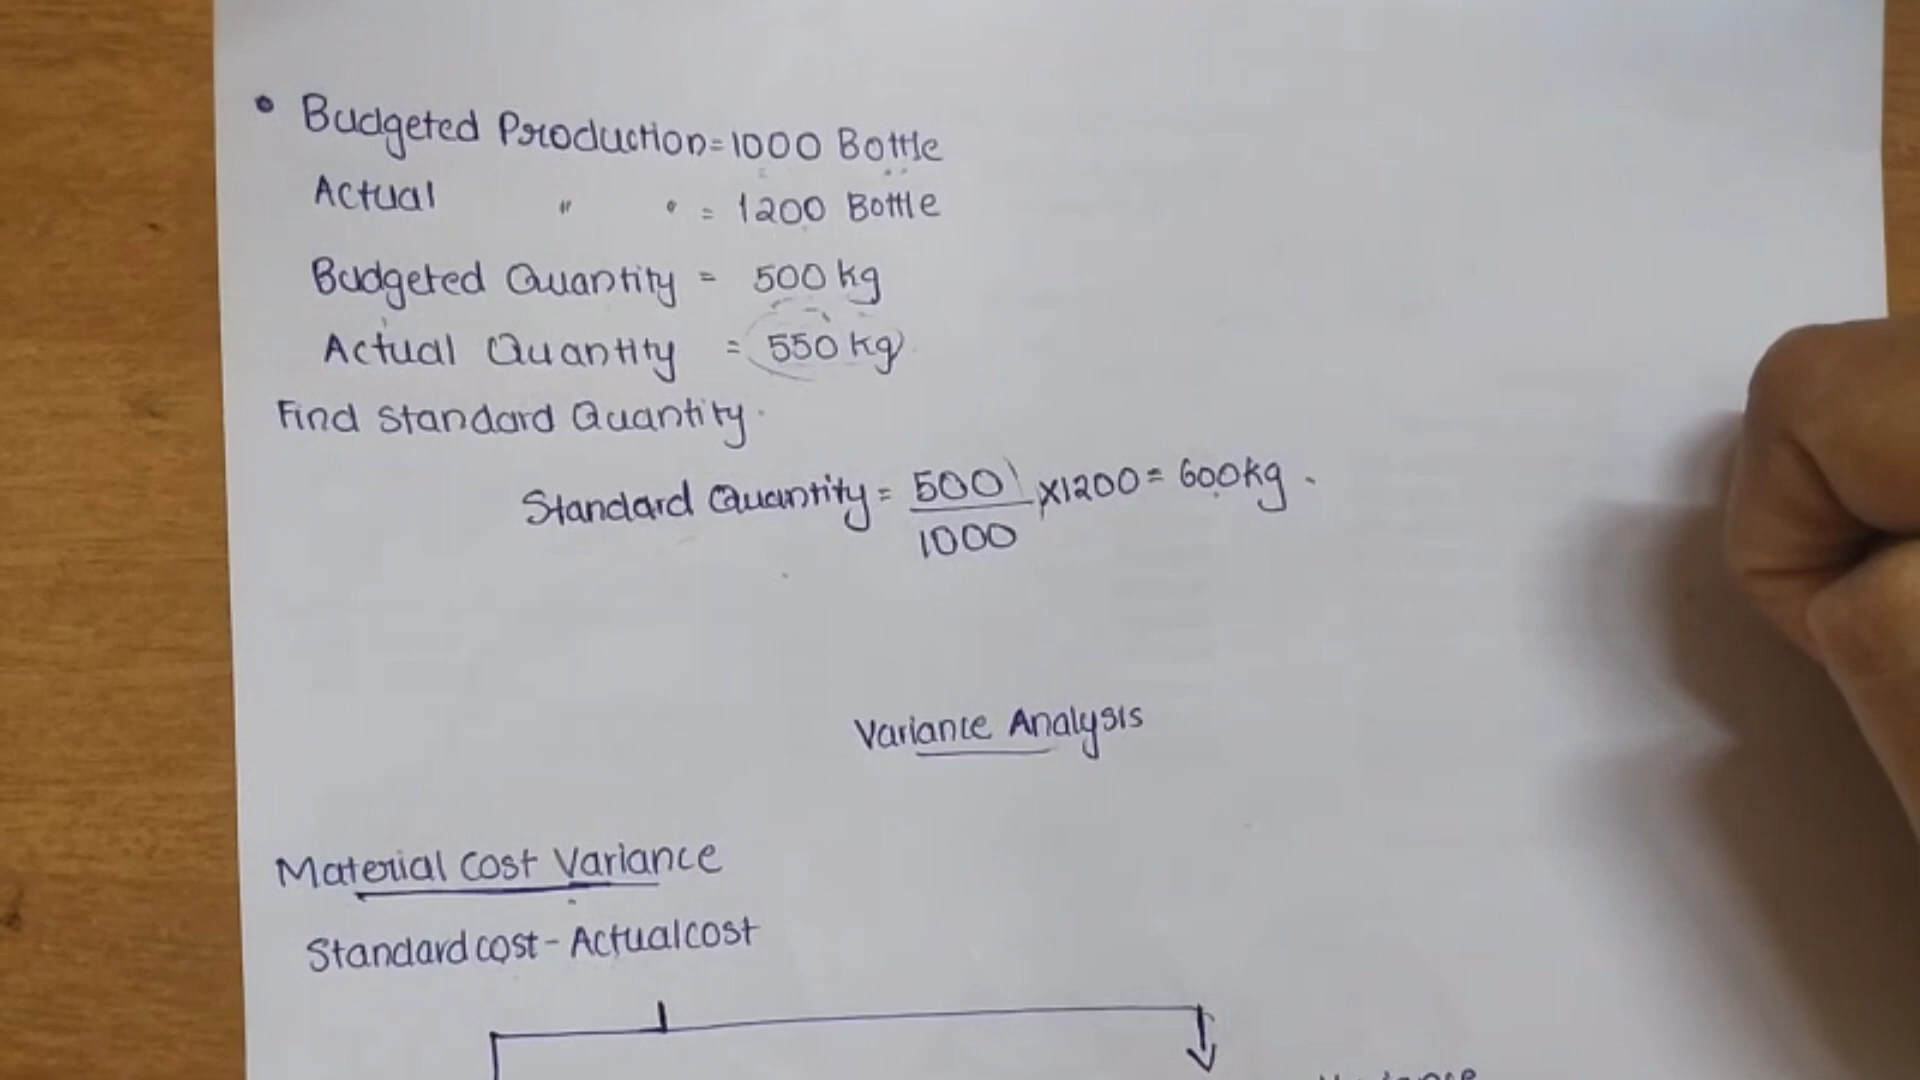 • Budgeted Production = 1000 Bottle
Actual " " = 1200 Bottle
Budgeted Quantity = 500 kg
Actual Quantity = 550 kg
Find Standard Quantity.
Standard Quantity = 500/1000 x1200 = 600kg.
Variance Analysis
Material Cost Variance
Standard cost - Actual cost